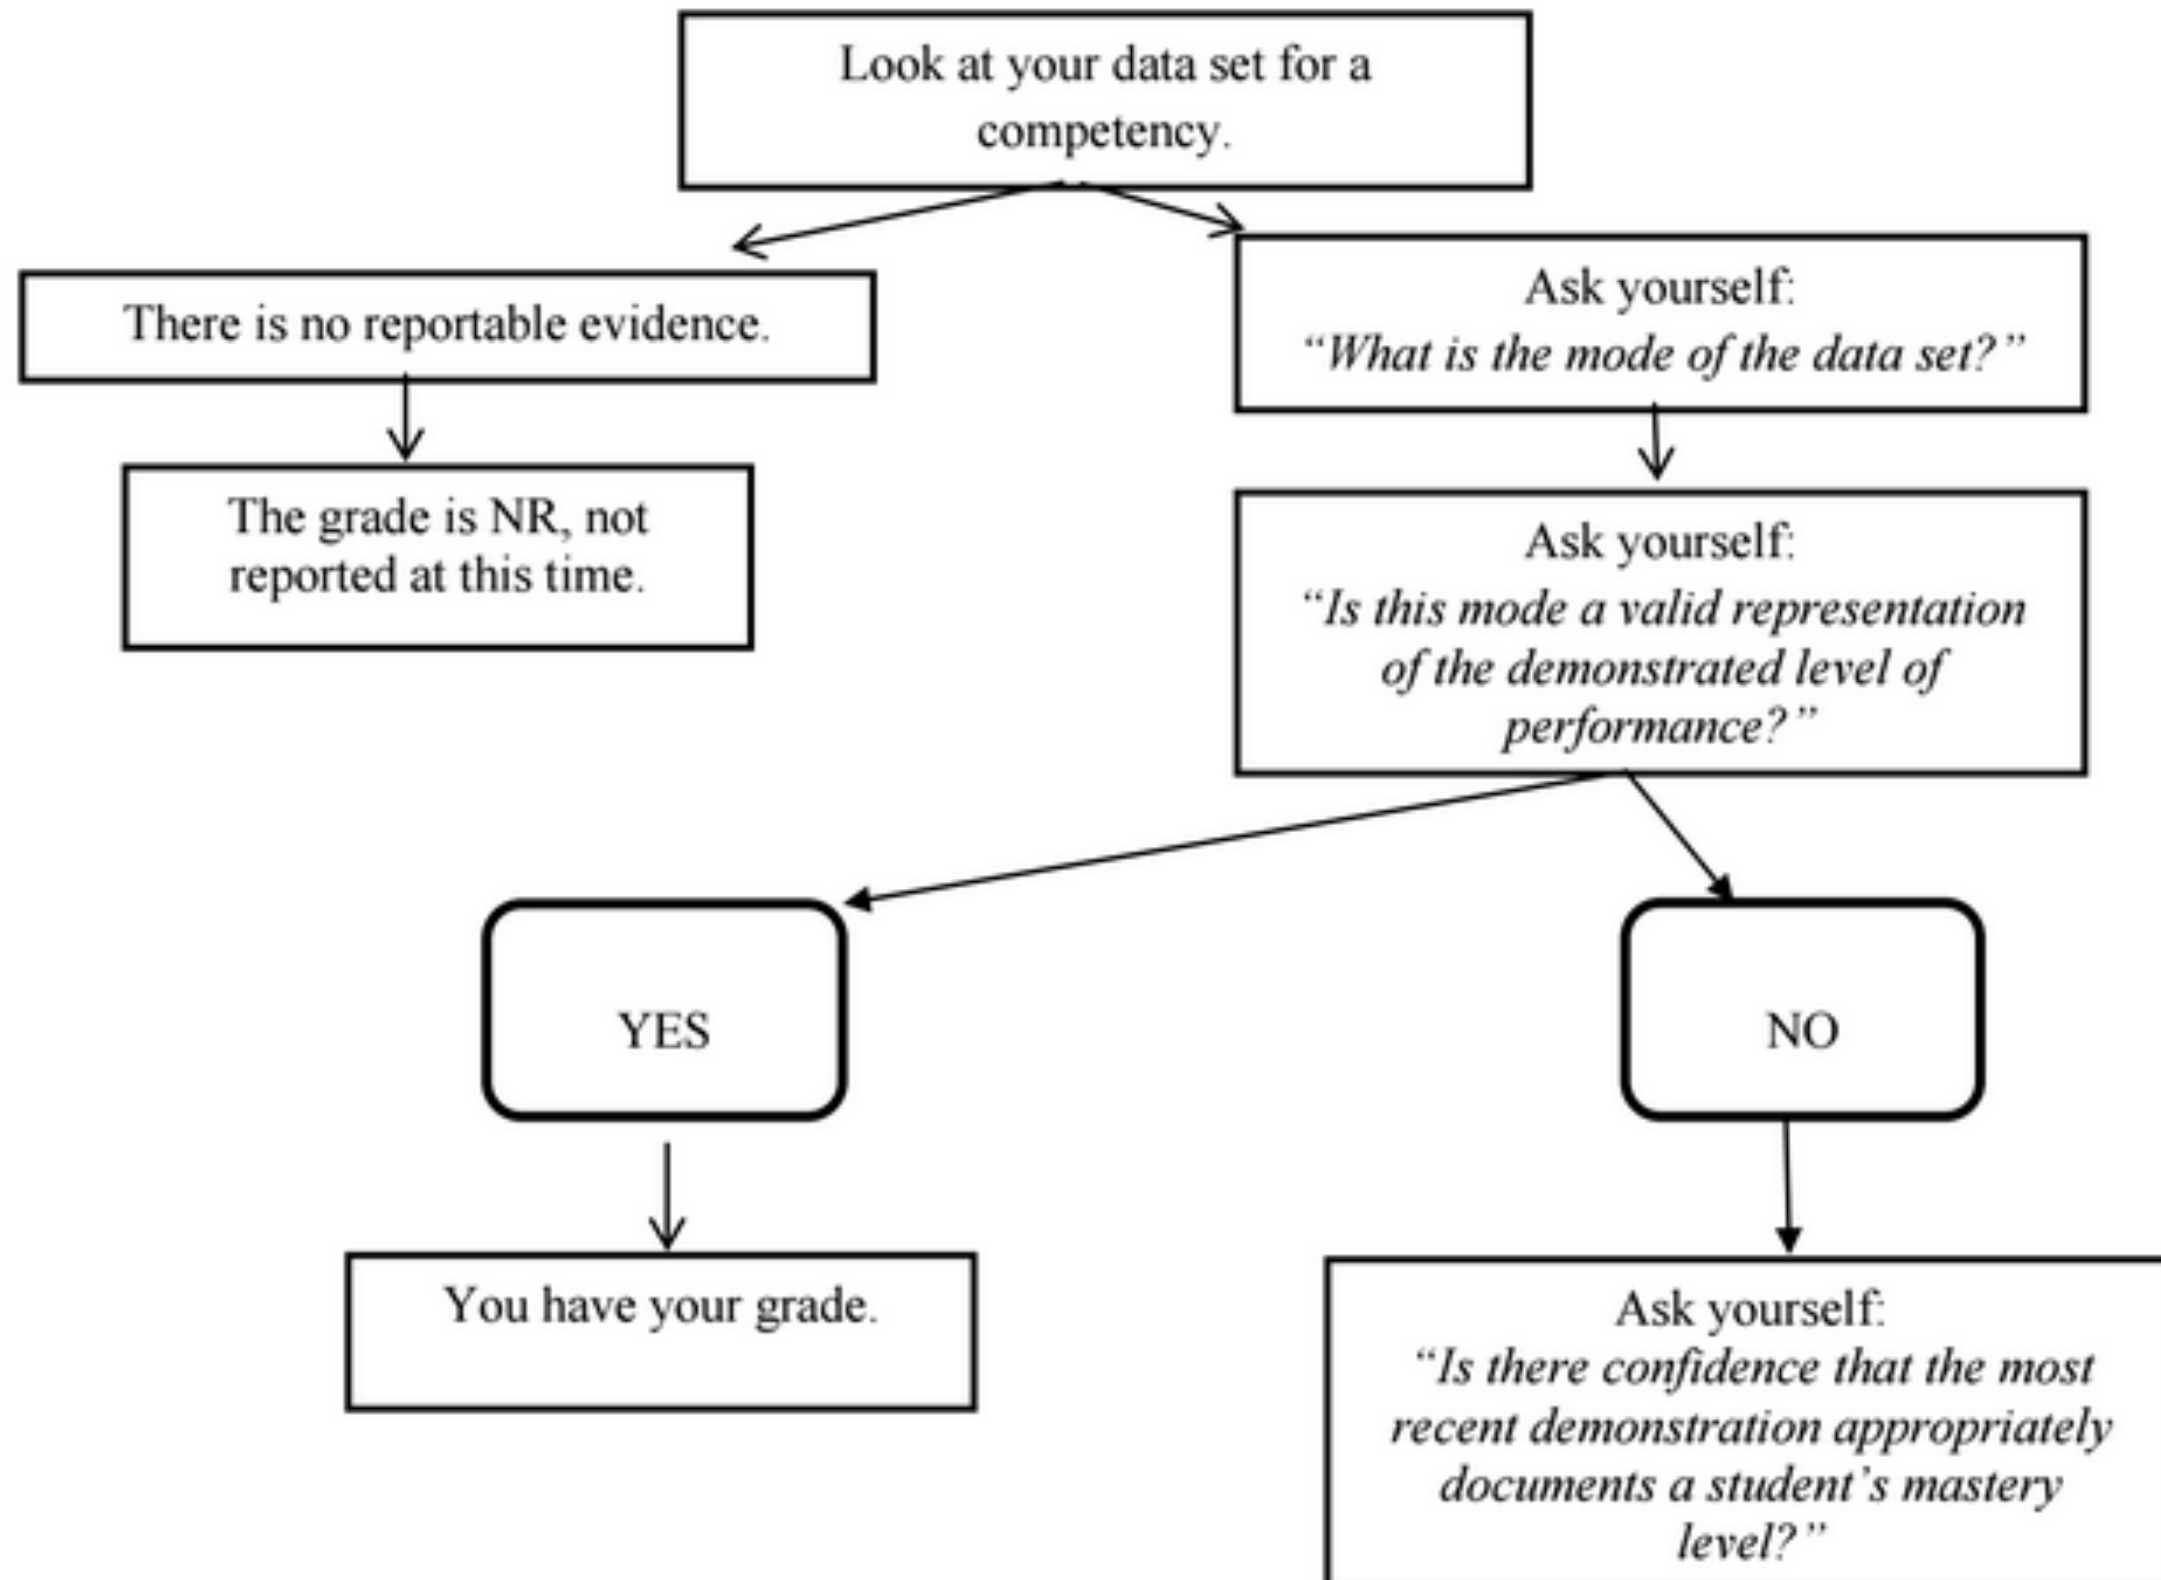 Look at your data set for a
competency.
There is no reportable evidence.
Ask yourself:
“What is the mode of the data set?”
The grade is NR, not
reported at this time.
Ask yourself:
“Is this mode a valid representation
of the demonstrated level of
performance?”
YES
NO
You have your grade.
Ask yourself:
“Is there confidence that the most
recent demonstration appropriately
documents a student’s mastery
level?”